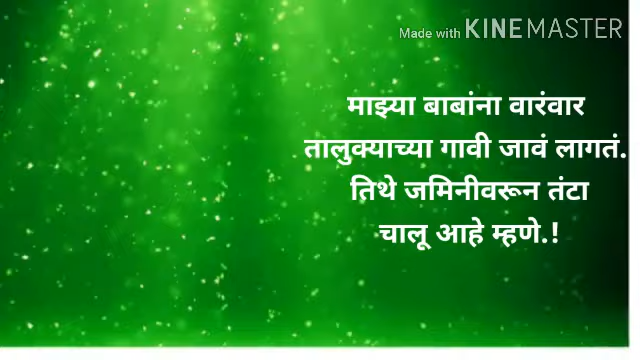 Made with KINEMASTER
माझ्या बाबांना वारंवार
तालुक्याच्या गावी जावं लागतं.
तिथे जमिनीवरून तंटा
चालू आहे म्हणे.!